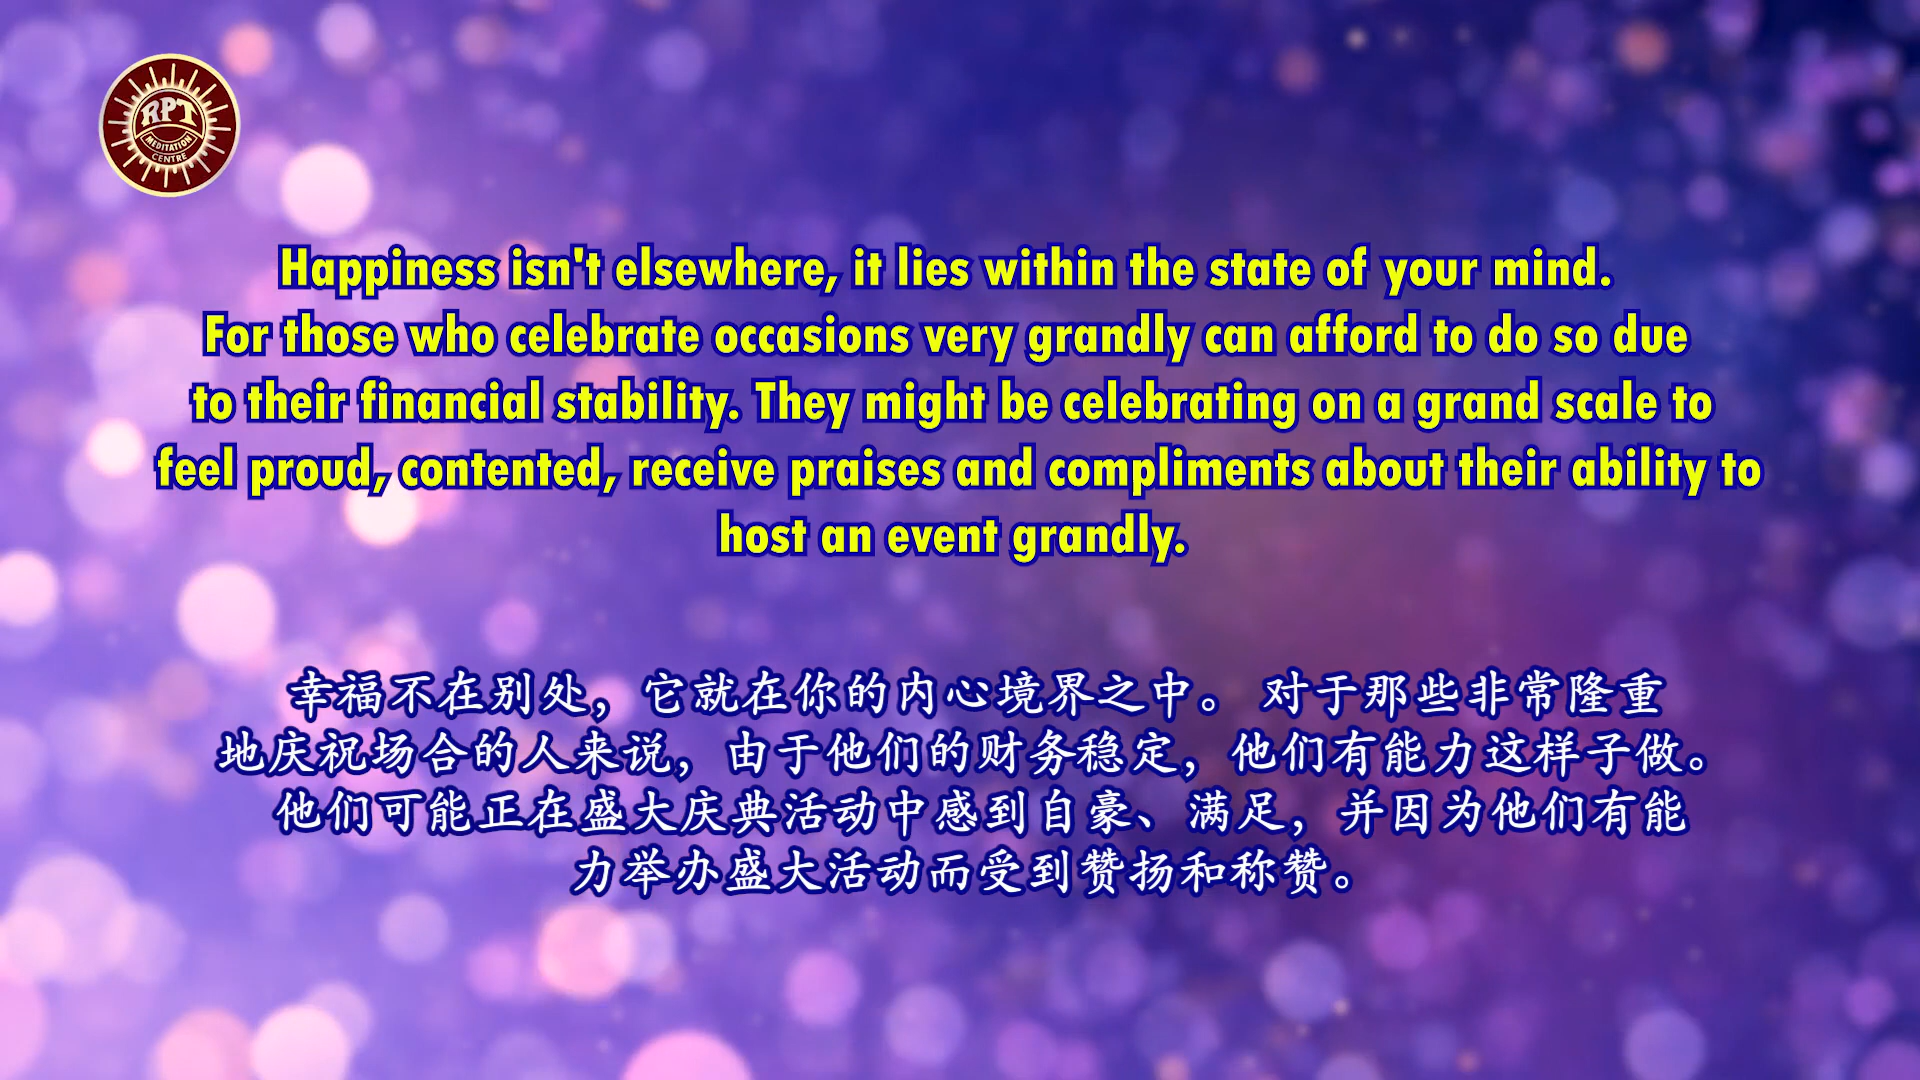 RPT
MEDITATION
CENTRE
Happiness isn't elsewhere, it lies within the state of your mind.
For those who celebrate occasions very grandly can afford to do so due
to their financial stability. They might be celebrating on a grand scale to
feel proud, contented, receive praises and compliments about their ability to
host an event grandly.
幸福不在别处，它就在你的内心境界之中。 对于那些非常隆重
地庆祝场合的人来说，由于他们的财务稳定，他们有能力这样子做。
他们可能正在盛大庆典活动中感到自豪、满足，并因为他们有能
力举办盛大活动而受到赞扬和称赞。